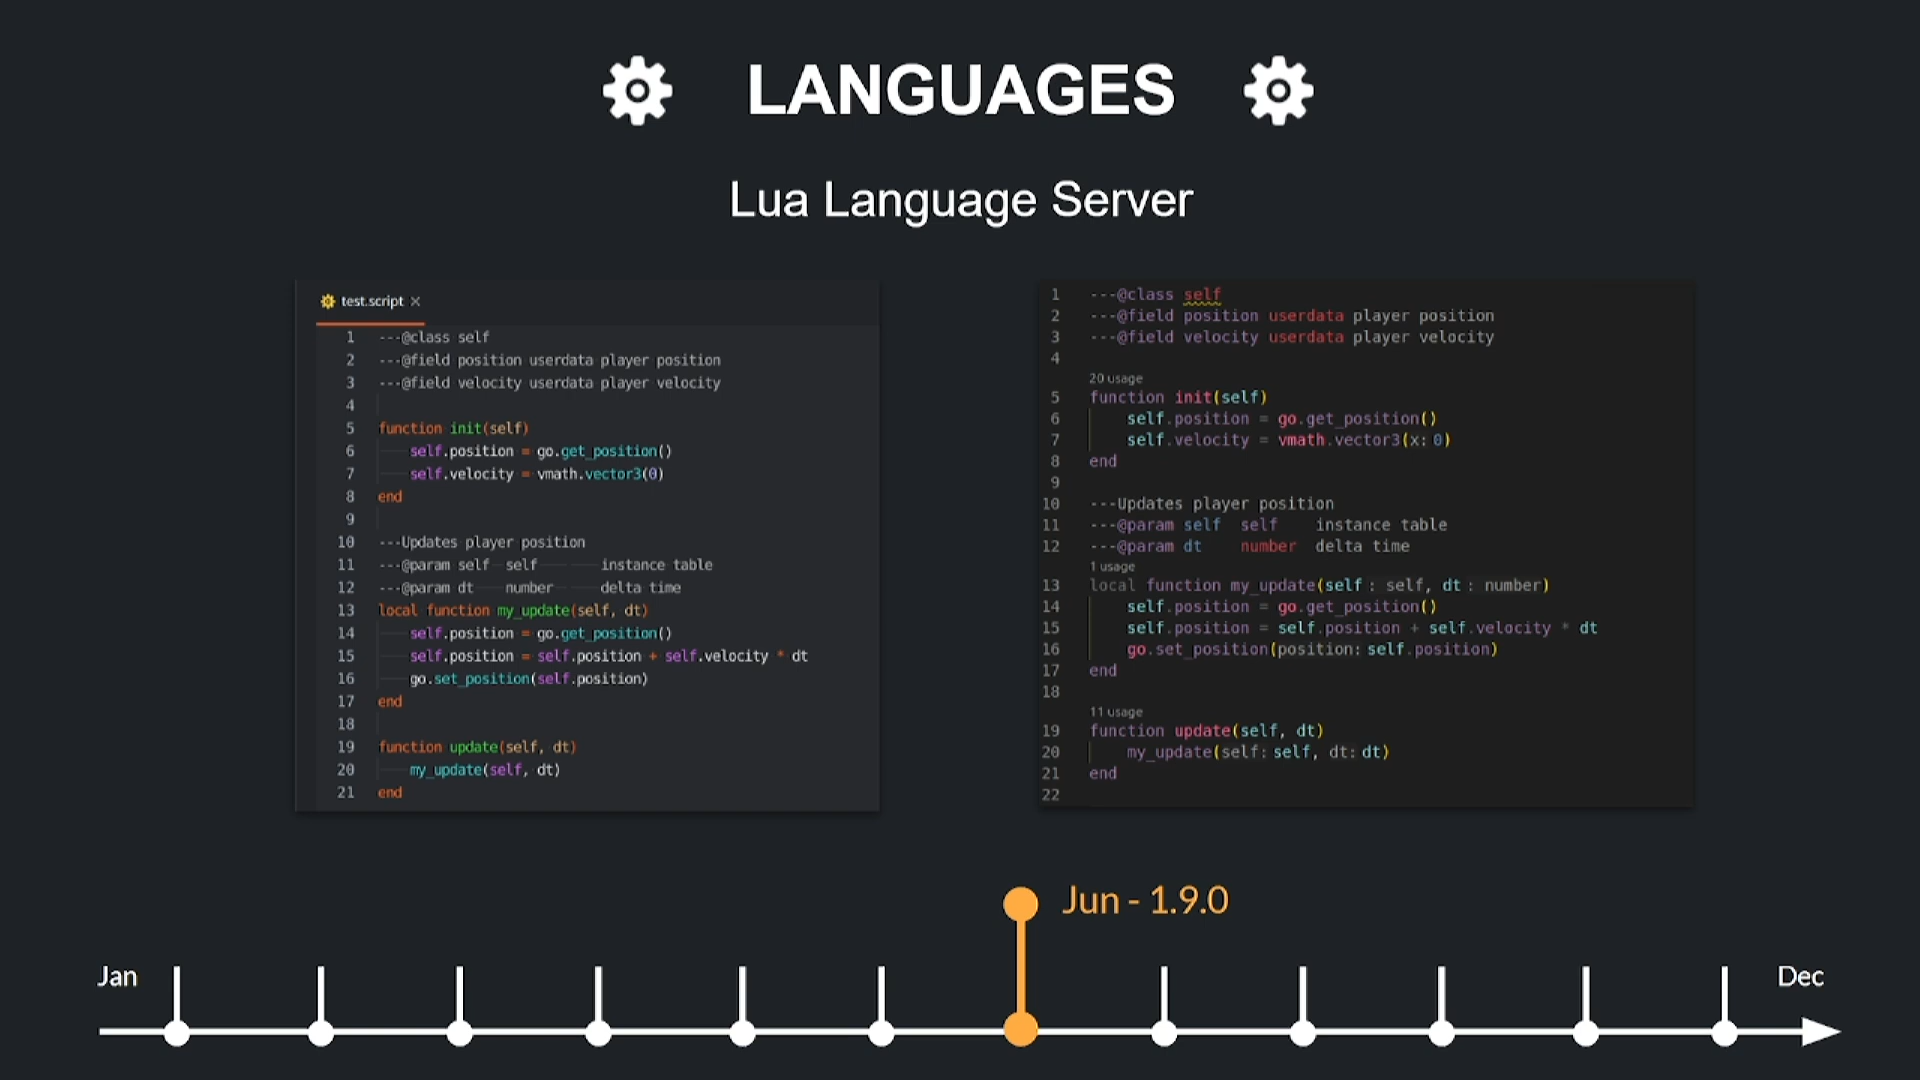 LANGUAGES
Lua Language Server
test.script ×
1 ---@class self
2 ---@field position userdata player position
3 ---@field velocity userdata player velocity
4
5 function init(self)
6 self.position = go.get_position()
7 self.velocity = vmath.vector3(0)
8 end
9
10 ---Updates player position
11 ---@param self self instance table
12 ---@param dt number delta time
13 local function my_update(self, dt)
14 self.position = go.get_position()
15 self.position = self.position + self.velocity * dt
16 go.set_position(self.position)
17 end
18
19 function update(self, dt)
20 my_update(self, dt)
21 end
1 ---@class self
2 ---@field position userdata player position
3 ---@field velocity userdata player velocity
4
20 usage
5 function init(self)
6 self.position = go.get_position()
7 self.velocity = vmath.vector3(x: 0)
8 end
9
10 ---Updates player position
11 ---@param self self instance table
12 ---@param dt number delta time
1 usage
13 local function my_update(self : self, dt : number)
14 self.position = go.get_position()
15 self.position = self.position + self.velocity * dt
16 go.set_position(position: self.position)
17 end
18
11 usage
19 function update(self, dt)
20 my_update(self: self, dt: dt)
21 end
22
Jun - 1.9.0
Jan
Dec